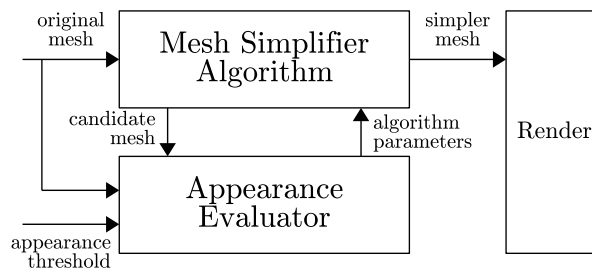 original
mesh
Mesh Simplifier
Algorithm
simpler
mesh
candidate
mesh
algorithm
parameters
Render
Appearance
Evaluator
appearance
threshold